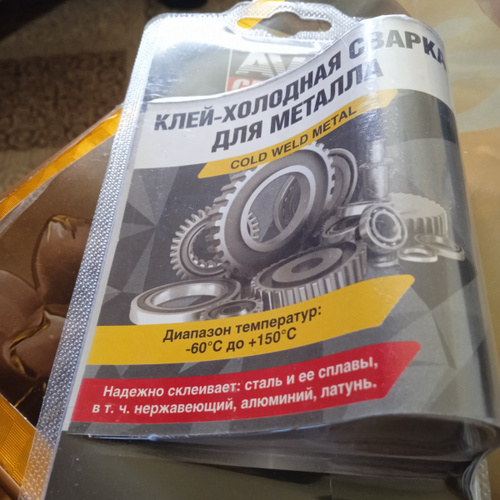 AV
КЛЕЙ-ХОЛОДНАЯ СВАРКА
ДЛЯ МЕТАЛЛА
COLD WELD METAL
Диапазон температур:
-60°C до +150°C
Надежно склеивает: сталь и ее сплавы,
в т. ч. нержавеющий, алюминий, латунь.